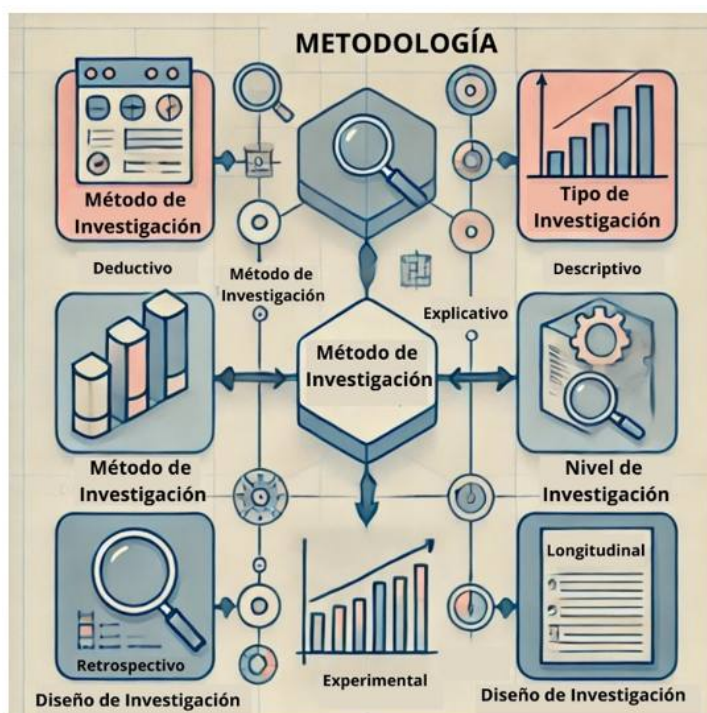 METODOLOGÍA
Método de
Investigación
Tipo de
Investigación
Deductivo
Método de
Investigación
Descriptivo
Explicativo
Método de
Investigación
Método de
Investigación
Nivel de
Investigación
Longitudinal
Retrospectivo
Diseño de Investigación
Experimental
Diseño de Investigación